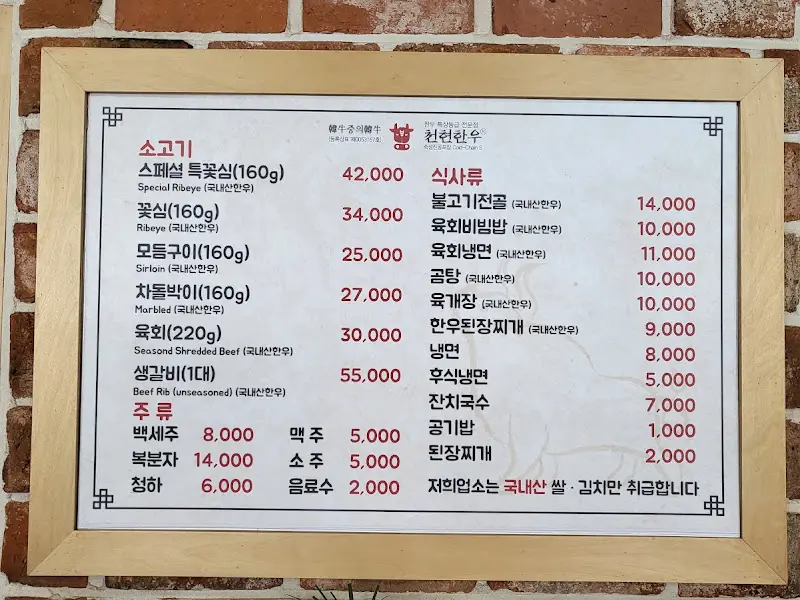 韓牛중의韓牛
한우 특상등급 전문점
천현한우
소고기
스페셜 특꽃심(160g) 42,000
Special Ribeye (국내산한우)
꽃심(160g) 34,000
Ribeye (국내산한우)
모듬구이(160g) 25,000
Sirloin (국내산한우)
차돌박이(160g) 27,000
Marbled (국내산한우)
육회(220g) 30,000
Seasond Shredded Beef (국내산한우)
생갈비(1대) 55,000
Beef Rib (unseasoned) (국내산한우)
주 류
백세주 8,000 맥 주 5,000
복분자 14,000 소 주 5,000
청하 6,000 음료수 2,000
식사류
불고기전골 (국내산한우) 14,000
육회비빔밥 (국내산한우) 10,000
육회냉면 (국내산한우) 11,000
곰탕 (국내산한우) 10,000
육개장 (국내산한우) 10,000
한우된장찌개 (국내산한우) 9,000
냉면 8,000
후식냉면 5,000
잔치국수 7,000
공기밥 1,000
된장찌개 2,000
저희업소는 국내산 쌀 · 김치만 취급합니다